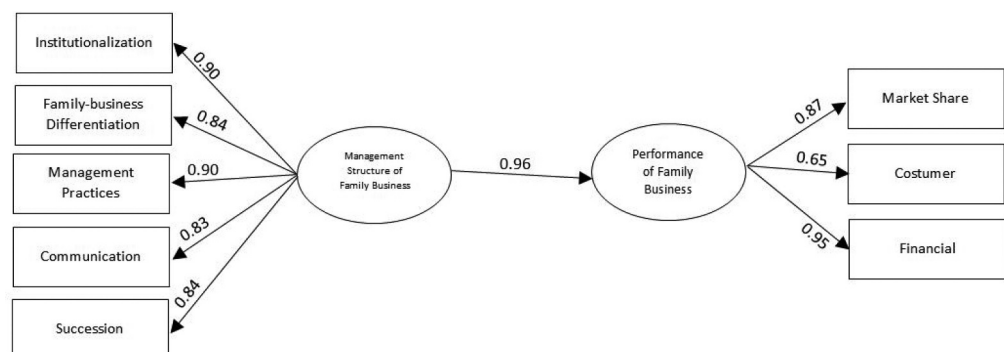 Institutionalization
0.90
Family-business
Differentiation
0.84
Management
Practices
0.90
Communication
0.83
Succession
0.84
Management
Structure of
Family Business
0.96
Performance
of Family
Business
0.87
Market Share
0.65
Costumer
0.95
Financial